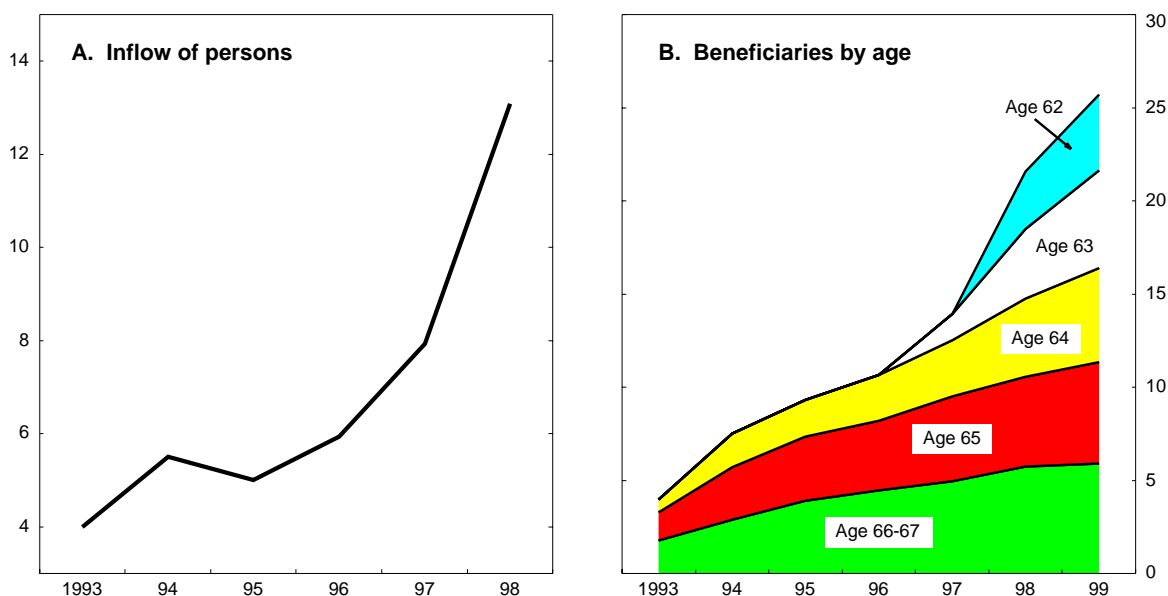 A. Inflow of persons
14
12
10
8
6
4
1993 94 95 96 97 98
B. Beneficiaries by age
30
25
20
15
10
5
0
Age 62
Age 63
Age 64
Age 65
Age 66-67
1993 94 95 96 97 98 99